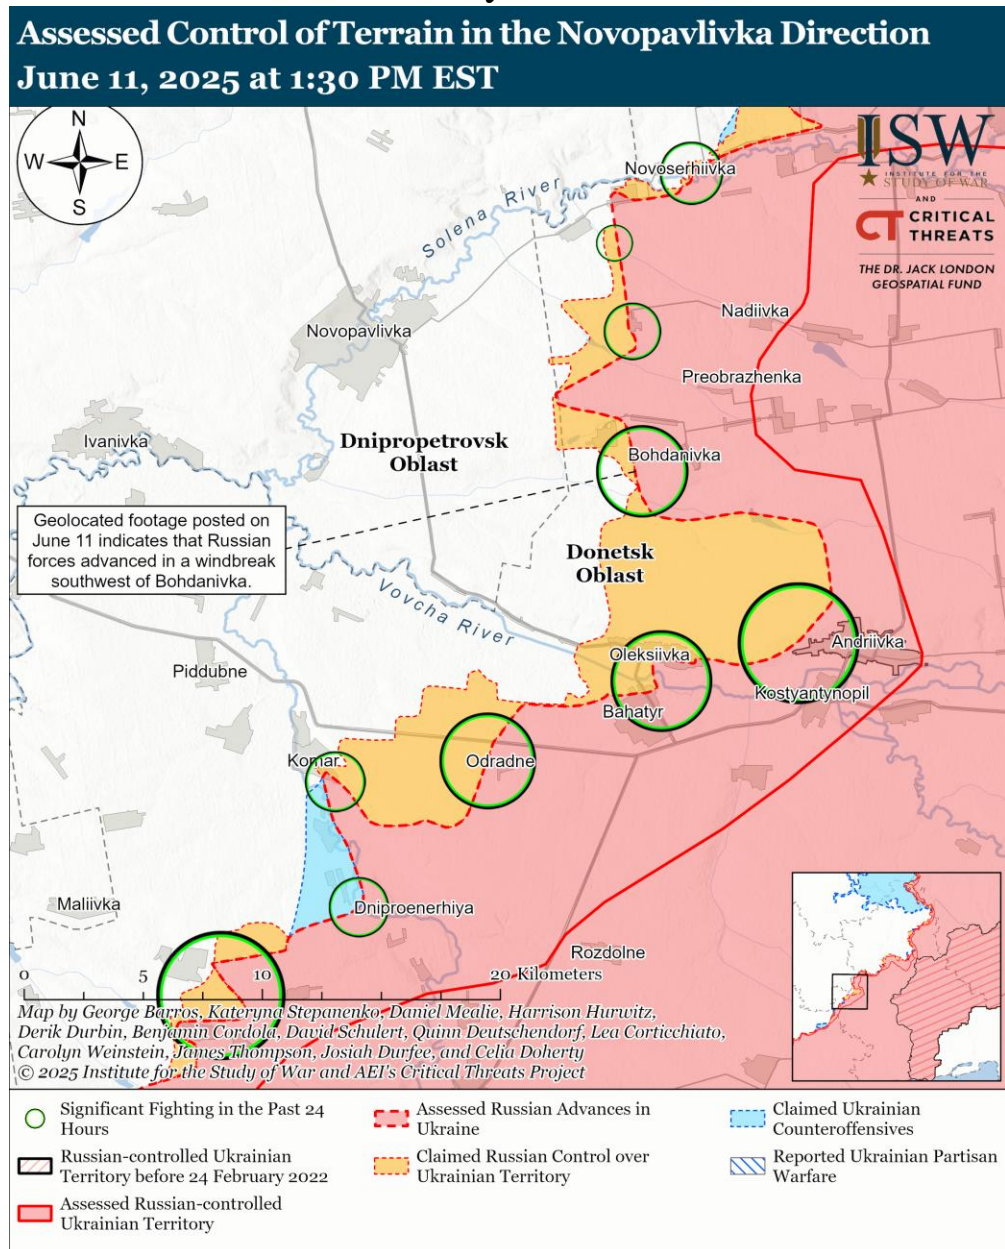 Assessed Control of Terrain in the Novopavlivka Direction
June 11, 2025 at 1:30 PM EST
N
W E
S
ISW
INSTITUTE FOR THE
STUDY OF WAR
AND
CT CRITICAL
THREATS
THE DR. JACK LONDON
GEOSPATIAL FUND
Novoserhiivka
Solena River
Nadiivka
Novopavlivka
Preobrazhenka
Ivanivka
Dnipropetrovsk
Oblast
Bohdanivka
Geolocated footage posted on
June 11 indicates that Russian
forces advanced in a windbreak
southwest of Bohdanivka.
Donetsk
Oblast
Vovcha River
Oleksiivka
Andriivka
Piddubne
Kostyantynopil
Bahatyr
Komar
Odradne
Maliivka
Dniproenerhiya
Rozdolne
0 5 10 20 Kilometers
Map by George Barros, Kateryna Stepanenko, Daniel Mealie, Harrison Hurwitz,
Derik Durbin, Benjamin Cordola, David Schulert, Quinn Deutschendorf, Lea Corticchiato,
Carolyn Weinstein, James Thompson, Josiah Durfee, and Celia Doherty
© 2025 Institute for the Study of War and AEI's Critical Threats Project
Significant Fighting in the Past 24
Hours
Russian-controlled Ukrainian
Territory before 24 February 2022
Assessed Russian-controlled
Ukrainian Territory
Assessed Russian Advances in
Ukraine
Claimed Russian Control over
Ukrainian Territory
Claimed Ukrainian
Counteroffensives
Reported Ukrainian Partisan
Warfare